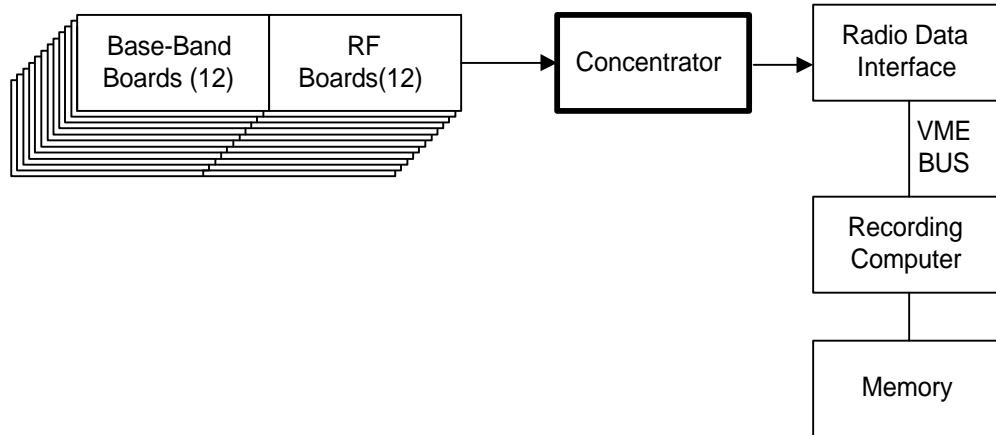 Base-Band
Boards (12)
RF
Boards(12)
Concentrator
Radio Data
Interface
VME
BUS
Recording
Computer
Memory